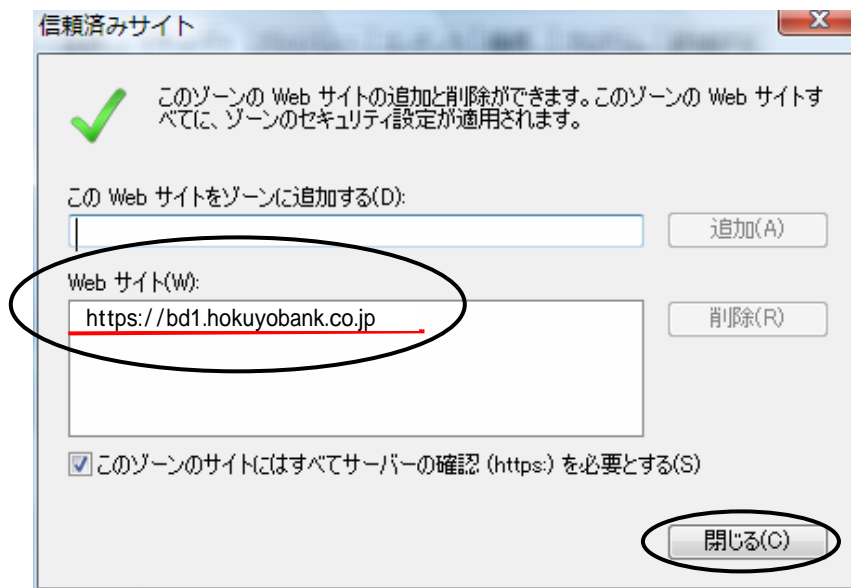 信頼済みサイト
このゾーンの Web サイトの追加と削除ができます。このゾーンの Web サイトす
べてに、ゾーンのセキュリティ設定が適用されます。
この Web サイトをゾーンに追加する(D):
追加(A)
Web サイト(W):
https://bd1.hokuyobank.co.jp
削除(R)
このゾーンのサイトにはすべてサーバーの確認 (https:) を必要とする(S)
閉じる(C)